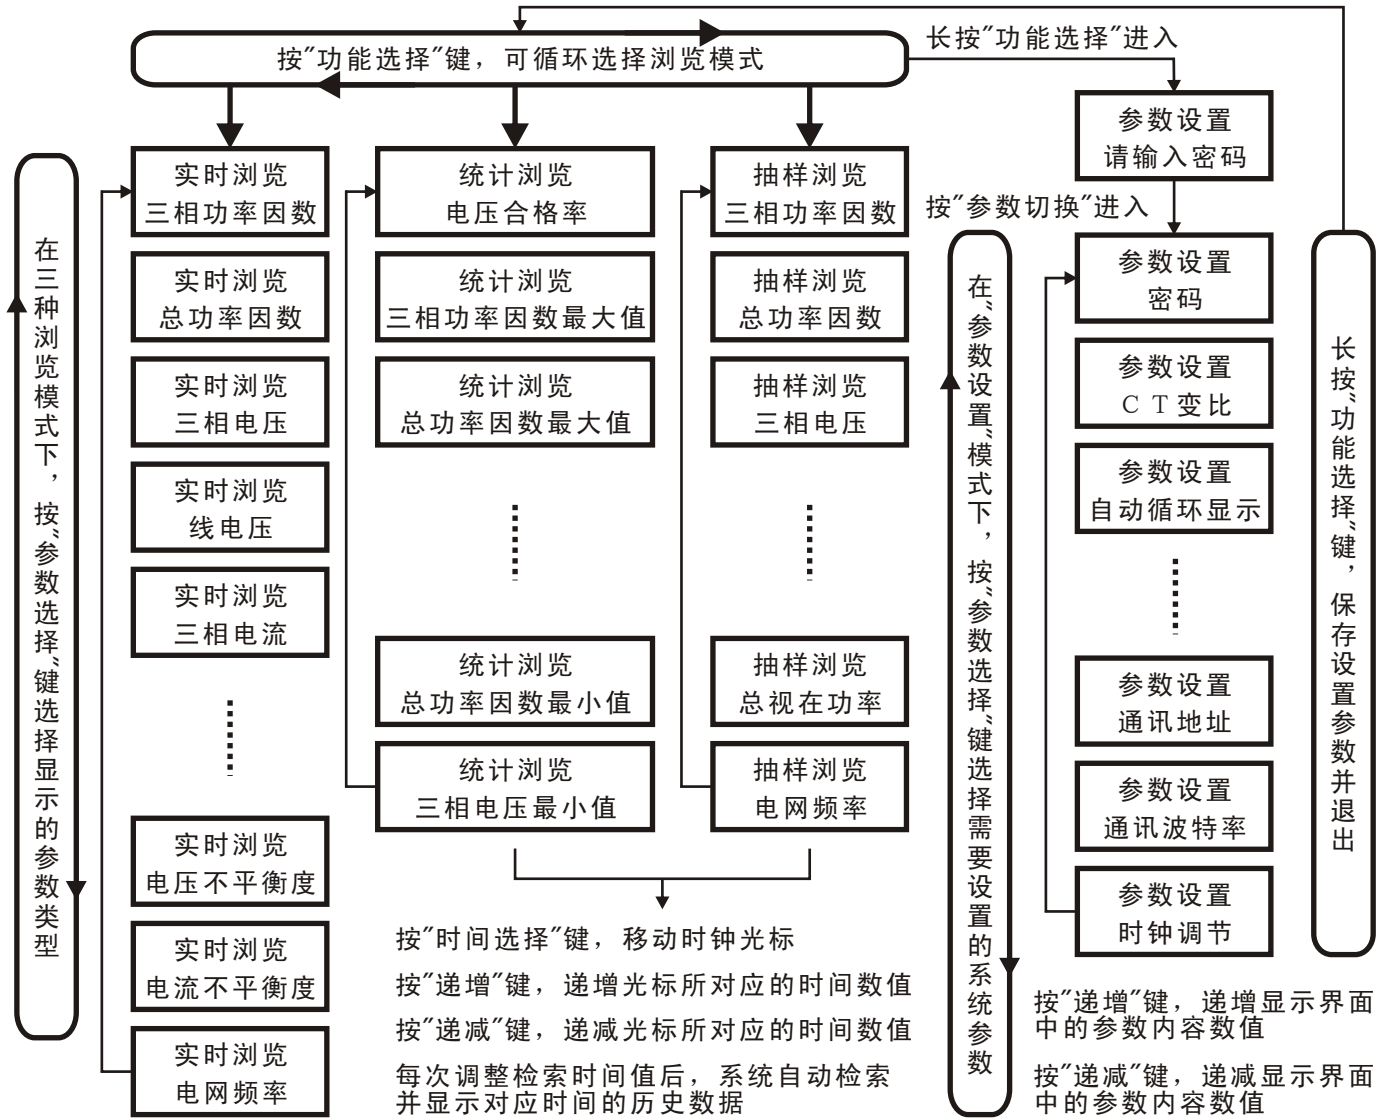 按"功能选择"键，可循环选择浏览模式
长按"功能选择"进入
参数设置
请输入密码
按"参数切换"进入
在三种浏览模式下，按"参数选择"键选择显示的参数类型
实时浏览
三相功率因数
实时浏览
总功率因数
实时浏览
三相电压
实时浏览
线电压
实时浏览
三相电流
实时浏览
电压不平衡度
实时浏览
电流不平衡度
实时浏览
电网频率
统计浏览
电压合格率
统计浏览
三相功率因数最大值
统计浏览
总功率因数最大值
统计浏览
总功率因数最小值
统计浏览
三相电压最小值
抽样浏览
三相功率因数
抽样浏览
总功率因数
抽样浏览
三相电压
抽样浏览
总视在功率
抽样浏览
电网频率
按"时间选择"键，移动时钟光标
按"递增"键，递增光标所对应的时间数值
按"递减"键，递减光标所对应的时间数值
每次调整检索时间值后，系统自动检索
并显示对应时间的历史数据
在"参数设置"模式下，按"参数选择"键选择需要设置的系统参数
参数设置
密码
参数设置
CT变比
参数设置
自动循环显示
参数设置
通讯地址
参数设置
通讯波特率
参数设置
时钟调节
按"递增"键，递增显示界面
中的参数内容数值
按"递减"键，递减显示界面
中的参数内容数值
长按"功能选择"键，保存设置参数并退出